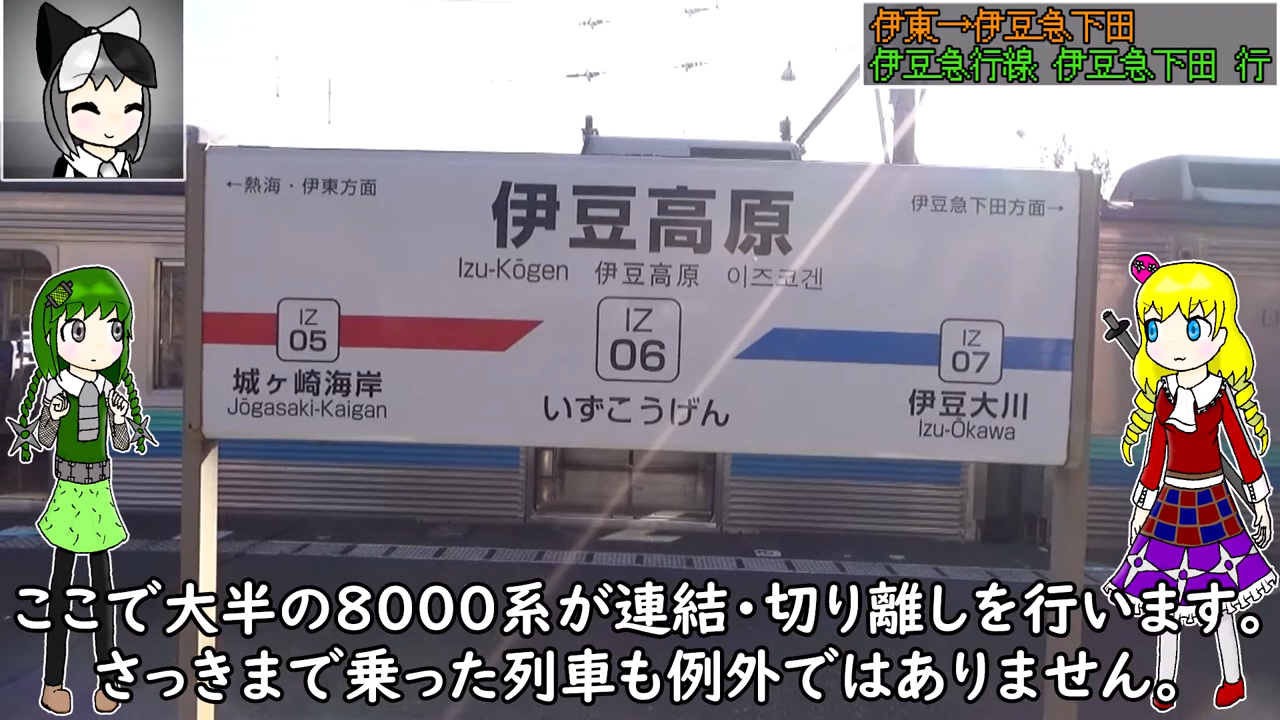 伊東→伊豆急下田
伊豆急行線 伊豆急下田 行
←熱海・伊東方面
伊豆高原
伊豆急下田方面→
Izu-Kōgen 伊豆高原 이즈코겐
IZ
05
IZ
06
IZ
07
城ヶ崎海岸
Jōgasaki-Kaigan
いずこうげん
伊豆大川
Izu-Ōkawa
ここで大半の8000系が連結・切り離しを行います。
さっきまで乗った列車も例外ではありません。